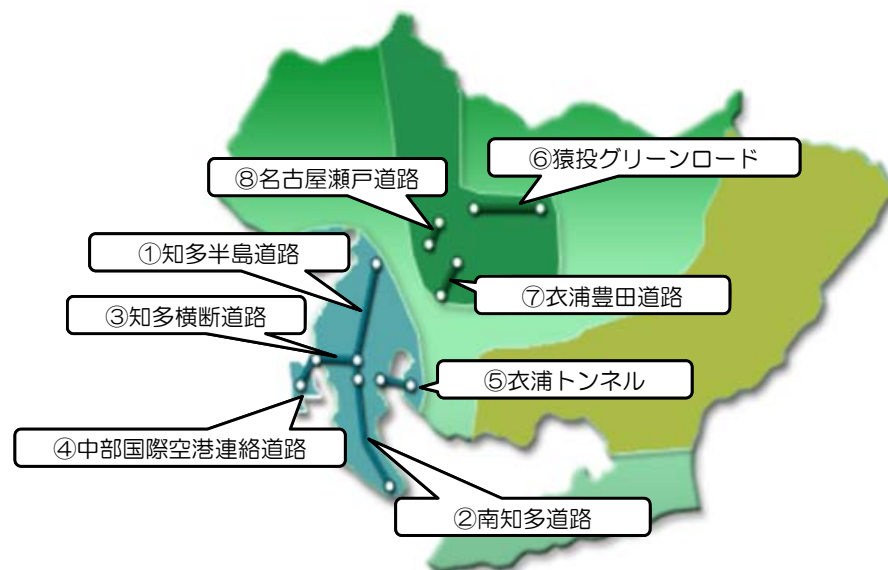 ⑥猿投グリーンロード
⑧名古屋瀬戸道路
①知多半島道路
⑦衣浦豊田道路
③知多横断道路
⑤衣浦トンネル
④中部国際空港連絡道路
②南知多道路